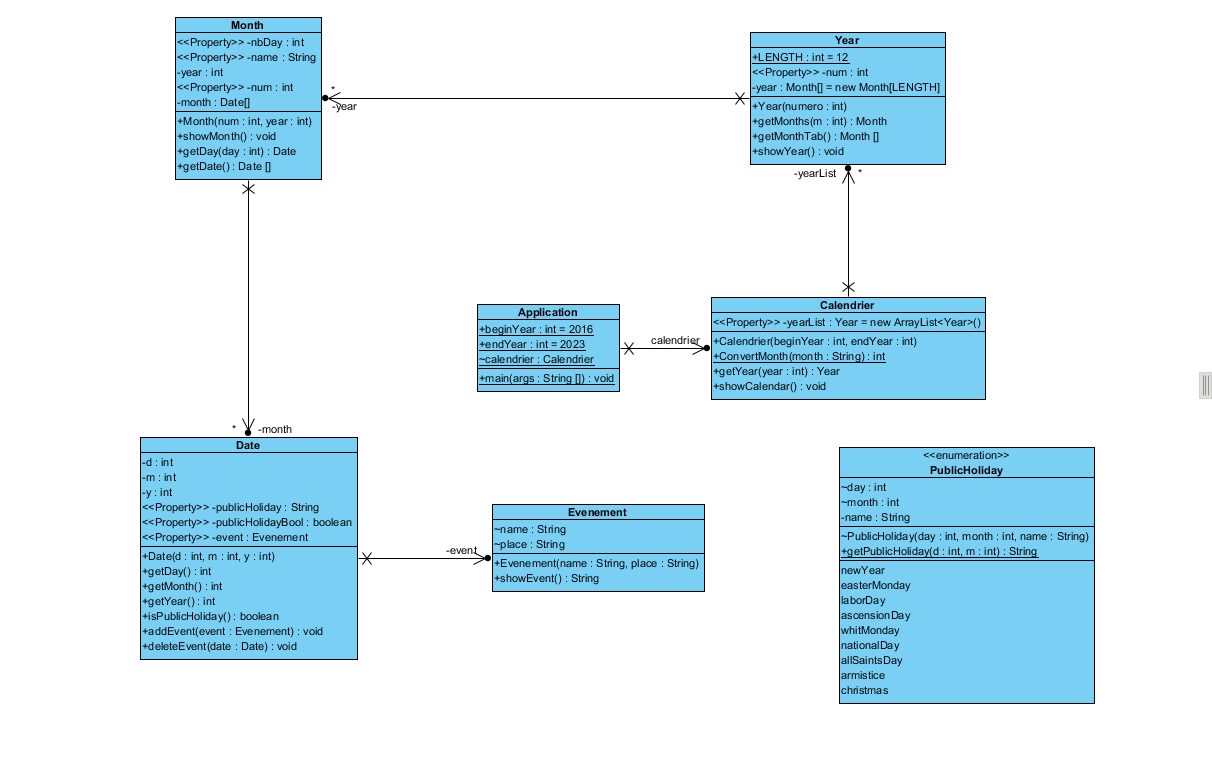 Month
<<Property>> -nbDay : int
<<Property>> -name : String
-year : int
<<Property>> -num : int
-month : Date[]
+Month(num : int, year : int)
+showMonth() : void
+getDay(day : int) : Date
+getDate() : Date []
*
-year
Year
+LENGTH : int = 12
<<Property>> -num : int
-year : Month[] = new Month[LENGTH]
+Year(numero : int)
+getMonths(m : int) : Month
+getMonthTab() : Month []
+showYear() : void
-yearList
*
Application
+beginYear : int = 2016
+endYear : int = 2023
~calendrier : Calendrier
+main(args : String []) : void
calendrier
Calendrier
<<Property>> -yearList : Year = new ArrayList<Year>()
+Calendrier(beginYear : int, endYear : int)
+ConvertMonth(month : String) : int
+getYear(year : int) : Year
+showCalendar() : void
*
-month
Date
-d : int
-m : int
-y : int
<<Property>> -publicHoliday : String
<<Property>> -publicHolidayBool : boolean
<<Property>> -event : Evenement
+Date(d : int, m : int, y : int)
+getDay() : int
+getMonth() : int
+getYear() : int
+isPublicHoliday() : boolean
+addEvent(event : Evenement) : void
+deleteEvent(date : Date) : void
-event
Evenement
~name : String
~place : String
+Evenement(name : String, place : String)
+showEvent() : String
<<enumeration>>
PublicHoliday
~day : int
~month : int
-name : String
~PublicHoliday(day : int, month : int, name : String)
+getPublicHoliday(d : int, m : int) : String
newYear
easterMonday
laborDay
ascensionDay
whitMonday
nationalDay
allSaintsDay
armistice
christmas